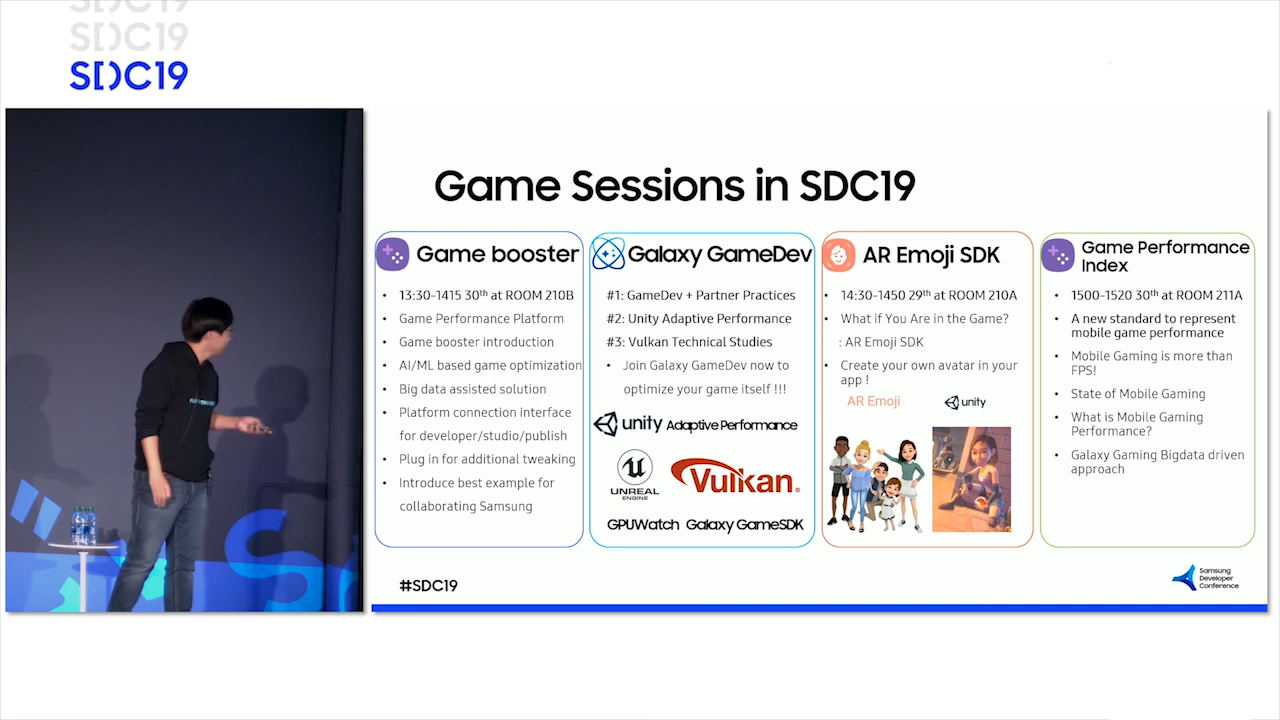 SDC19
SDC19
SDC19
Game Sessions in SDC19
Game booster
• 13:30-1415 30th at ROOM 210B
• Game Performance Platform
• Game booster introduction
• AI/ML based game optimization
• Big data assisted solution
• Platform connection interface
for developer/studio/publish
• Plug in for additional tweaking
• Introduce best example for
collaborating Samsung
Galaxy GameDev
#1: GameDev + Partner Practices
#2: Unity Adaptive Performance
#3: Vulkan Technical Studies
• Join Galaxy GameDev now to
optimize your game itself !!!
unity Adaptive Performance
UNREAL
ENGINE
Vulkan®
GPUWatch Galaxy GameSDK
AR Emoji SDK
• 14:30-1450 29th at ROOM 210A
• What if You Are in the Game?
: AR Emoji SDK
• Create your own avatar in your
app !
AR Emoji
unity
Game Performance
Index
• 1500-1520 30th at ROOM 211A
• A new standard to represent
mobile game performance
• Mobile Gaming is more than
FPS!
• State of Mobile Gaming
• What is Mobile Gaming
Performance?
• Galaxy Gaming Bigdata driven
approach
#SDC19
Samsung
Developer
Conference